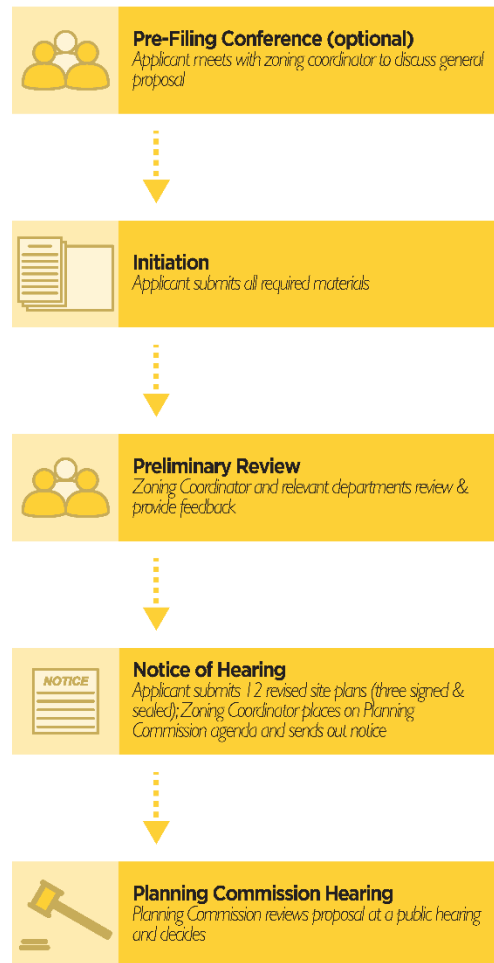 Pre-Filing Conference (optional)
Applicant meets with zoning coordinator to discuss general
proposal
Initiation
Applicant submits all required materials
Preliminary Review
Zoning Coordinator and relevant departments review &
provide feedback
NOTICE
Notice of Hearing
Applicant submits 12 revised site plans (three signed &
sealed); Zoning Coordinator places on Planning
Commission agenda and sends out notice
Planning Commission Hearing
Planning Commission reviews proposal at a public hearing
and decides